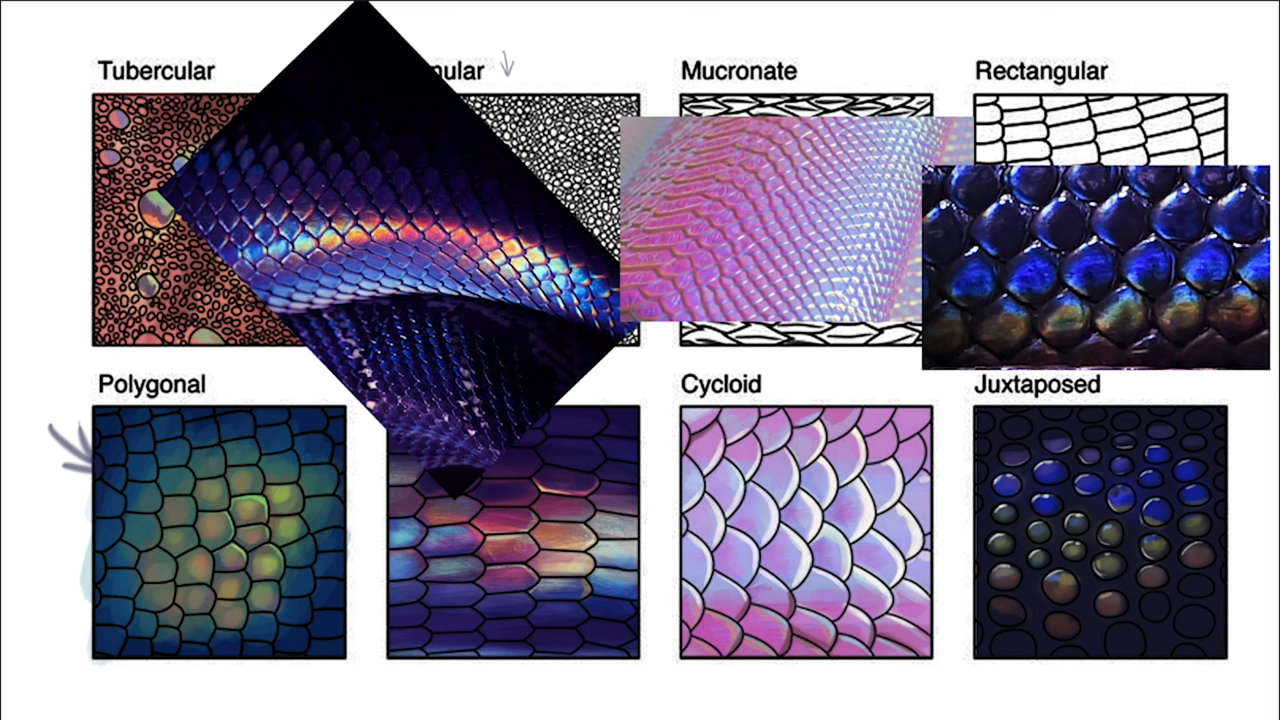 Tubercular
Mucronate
Rectangular
Polygonal
Cycloid
Juxtaposed